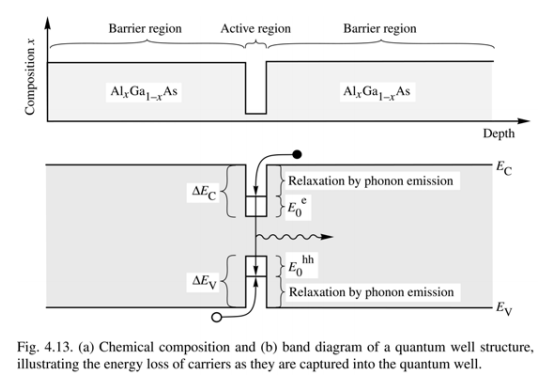 Barrier region
Active region
Barrier region
Composition x
AlxGa1–xAs
AlxGa1–xAs
Depth
EC
ΔEC
Relaxation by phonon emission
E0e
E0hh
ΔEV
Relaxation by phonon emission
EV
Fig. 4.13. (a) Chemical composition and (b) band diagram of a quantum well structure,
illustrating the energy loss of carriers as they are captured into the quantum well.